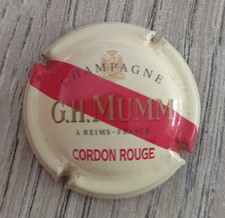 CHAMPAGNE
G.H. MUMM
A REIMS - FRANCE
CORDON ROUGE